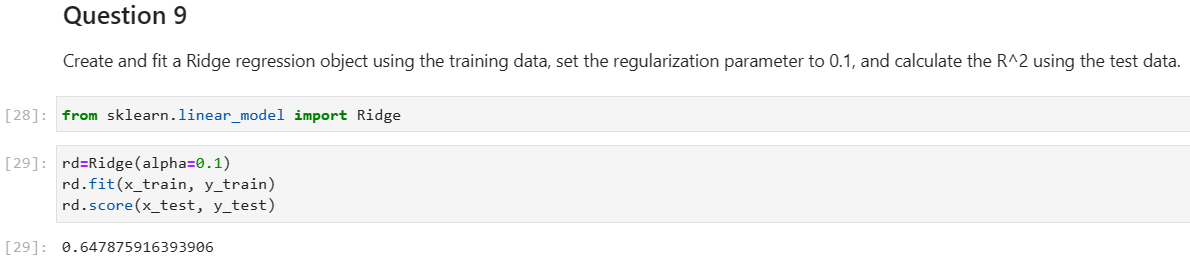 Question 9
Create and fit a Ridge regression object using the training data, set the regularization parameter to 0.1, and calculate the R^2 using the test data.
[28]: from sklearn.linear_model import Ridge
[29]: rd=Ridge(alpha=0.1)
rd.fit(x_train, y_train)
rd.score(x_test, y_test)
[29]: 0.647875916393906